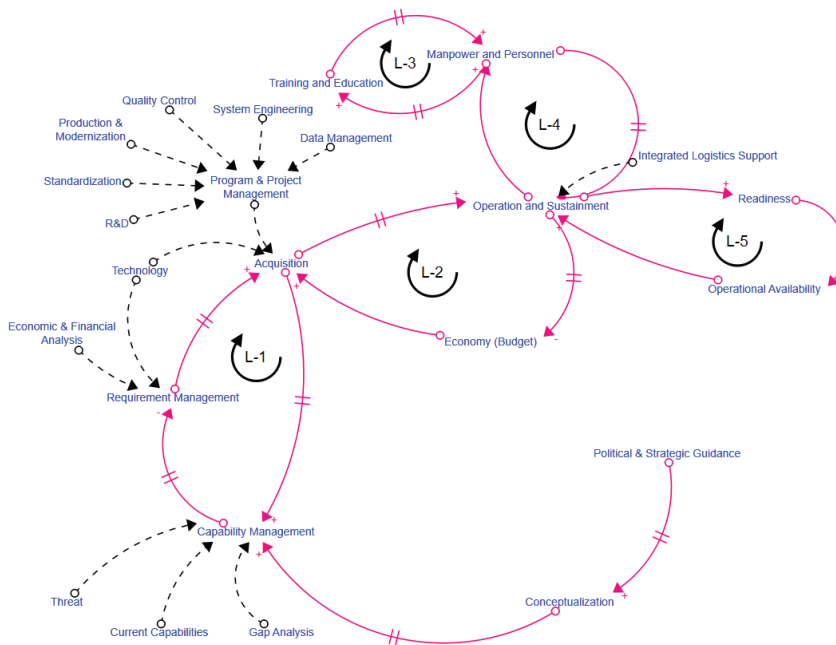 Manpower and Personnel
+
+
L-3
Training and Education
+
Quality Control
System Engineering
Production &
Modernization
Data Management
L-4
Integrated Logistics Support
Standardization
Program & Project
Management
+
Operation and Sustainment
+
Readiness
+
R&D
L-5
Technology
Acquisition
+
+
L-2
Operational Availability
+
Economic & Financial
Analysis
Economy (Budget)
-
L-1
Requirement Management
-
Political & Strategic Guidance
+
Capability Management
+
Threat
Current Capabilities
Gap Analysis
Conceptualization
+